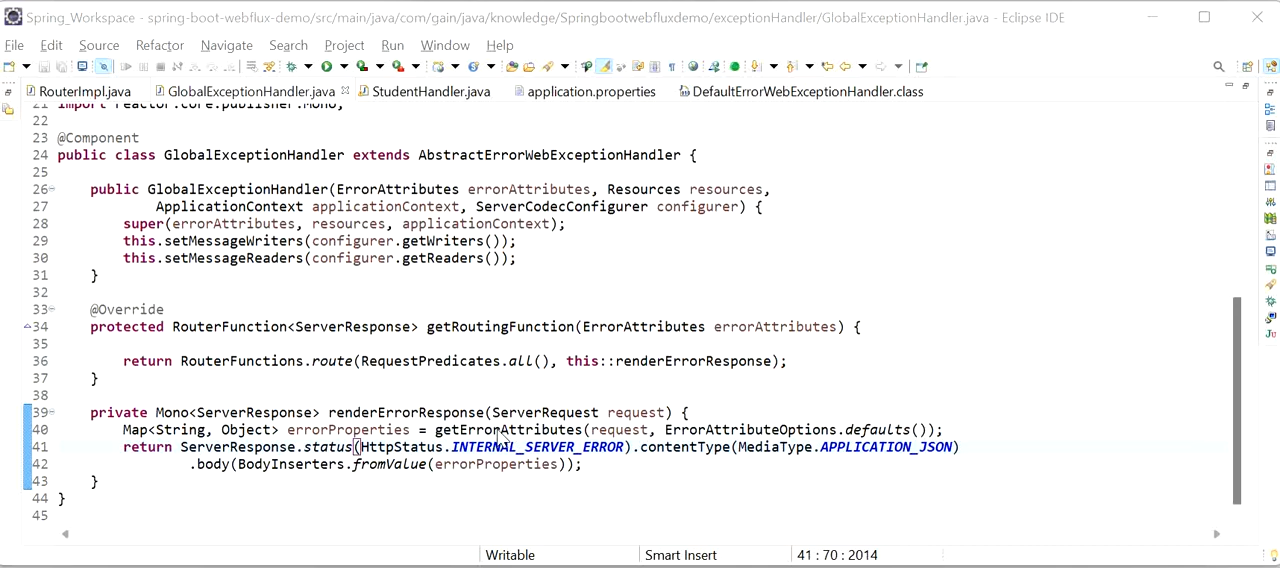 Spring_Workspace - spring-boot-webflux-demo/src/main/java/com/gain/java/knowledge/Springbootwebfluxdemo/exceptionHandler/GlobalExceptionHandler.java - Eclipse IDE
File Edit Source Refactor Navigate Search Project Run Window Help
RouterImpl.java GlobalExceptionHandler.java StudentHandler.java application.properties DefaultErrorWebExceptionHandler.class
21 import reactor.core.publisher.Mono;
22
23 @Component
24 public class GlobalExceptionHandler extends AbstractErrorWebExceptionHandler {
25
26 public GlobalExceptionHandler(ErrorAttributes errorAttributes, Resources resources,
27 ApplicationContext applicationContext, ServerCodecConfigurer configurer) {
28 super(errorAttributes, resources, applicationContext);
29 this.setMessageWriters(configurer.getWriters());
30 this.setMessageReaders(configurer.getReaders());
31 }
32
33 @Override
34 protected RouterFunction<ServerResponse> getRoutingFunction(ErrorAttributes errorAttributes) {
35
36 return RouterFunctions.route(RequestPredicates.all(), this::renderErrorResponse);
37 }
38
39 private Mono<ServerResponse> renderErrorResponse(ServerRequest request) {
40 Map<String, Object> errorProperties = getErrorAttributes(request, ErrorAttributeOptions.defaults());
41 return ServerResponse.status(HttpStatus.INTERNAL_SERVER_ERROR).contentType(MediaType.APPLICATION_JSON)
42 .body(BodyInserters.fromValue(errorProperties));
43 }
44 }
45
Writable Smart Insert 41 : 70 : 2014